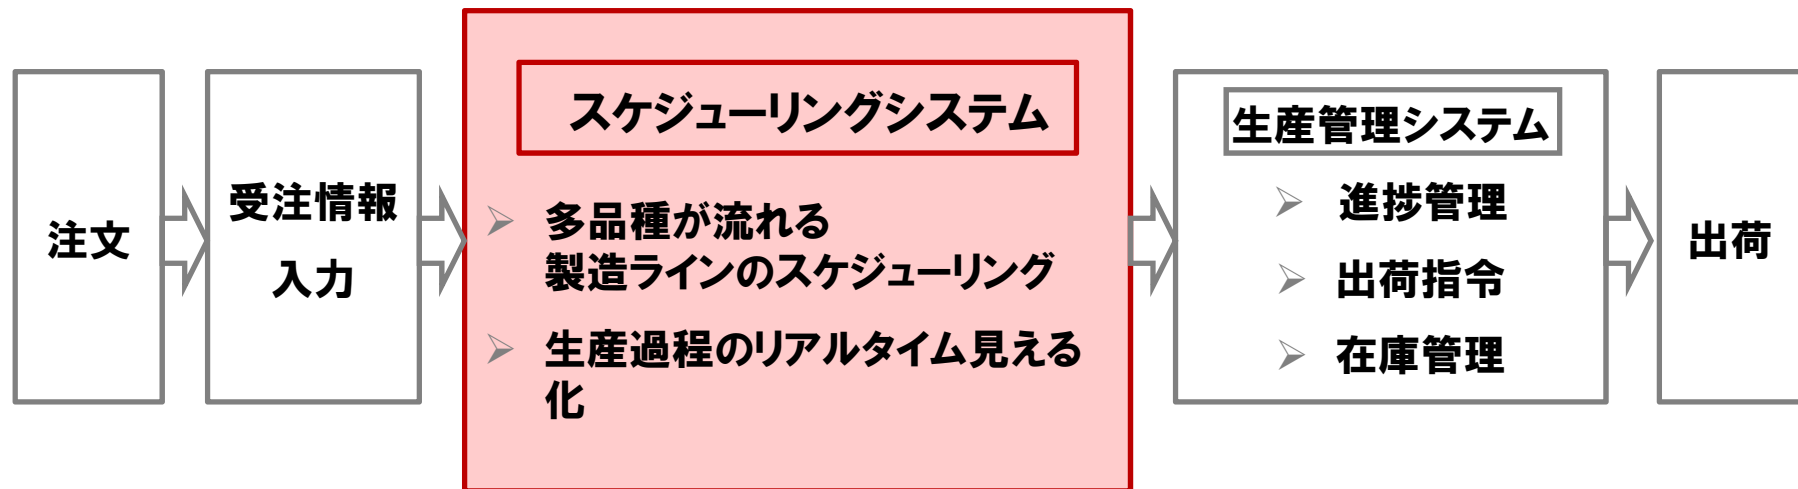 注文
受注情報
入力
スケジューリングシステム
多品種が流れる
製造ラインのスケジューリング
生産過程のリアルタイム見える
化
生産管理システム
進捗管理
出荷指令
在庫管理
出荷